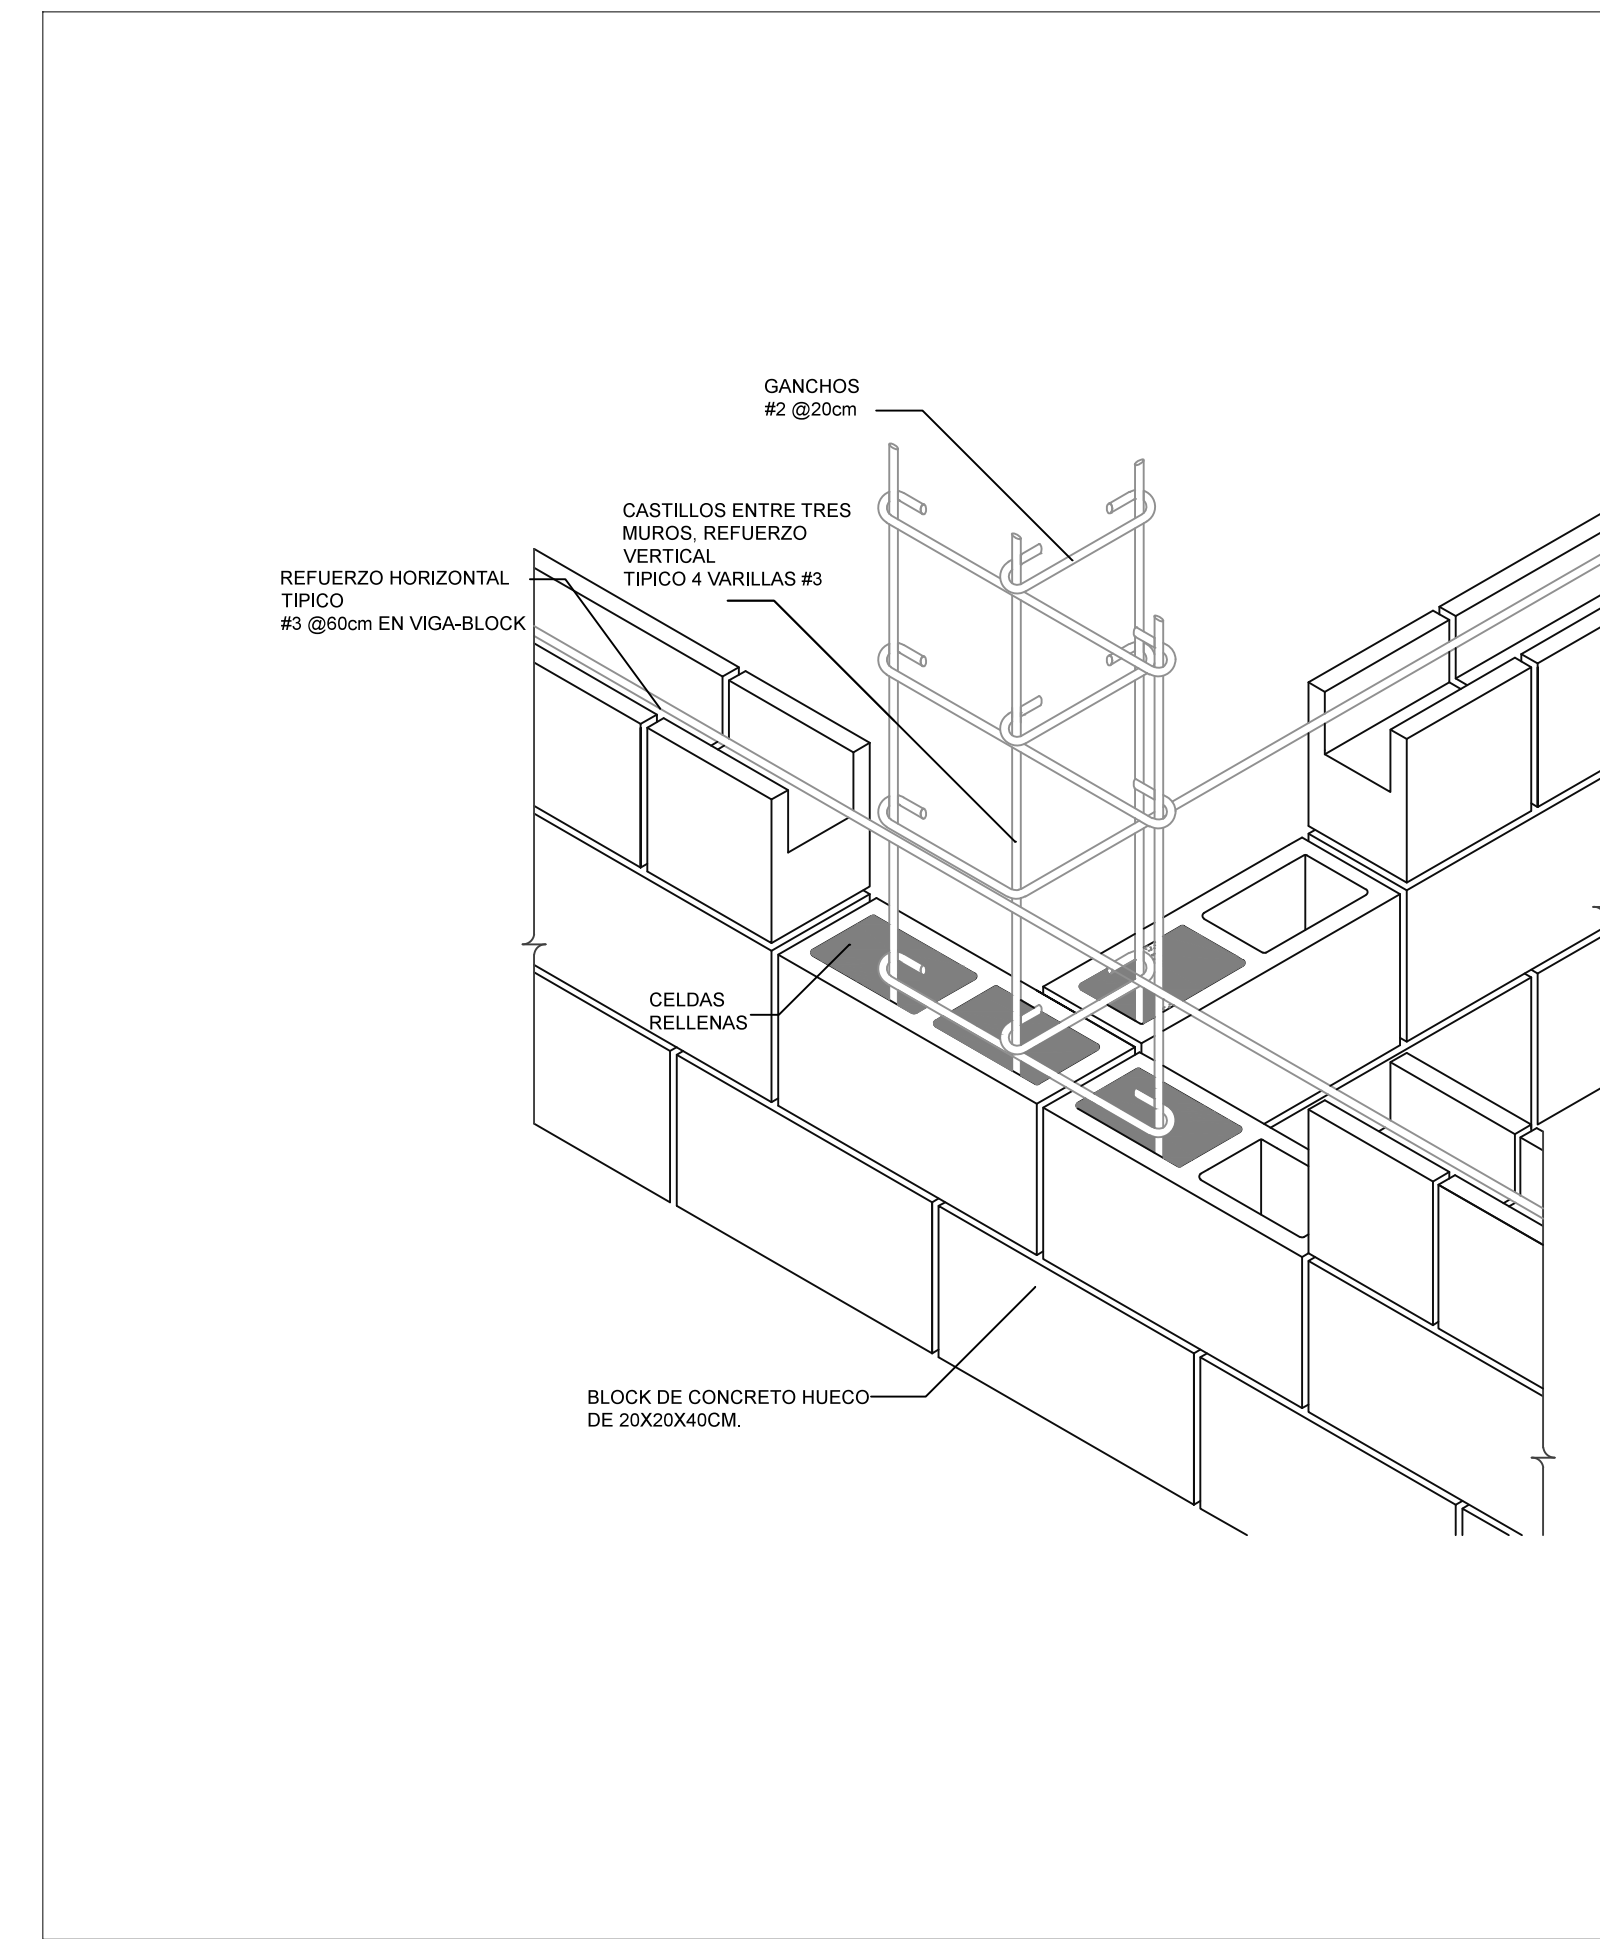 GANCHOS
#2 @20cm
CASTILLOS ENTRE TRES
MUROS, REFUERZO
VERTICAL
TIPICO 4 VARILLAS #3
REFUERZO HORIZONTAL
TIPICO
#3 @60cm EN VIGA-BLOCK
CELDAS
RELLENAS
BLOCK DE CONCRETO HUECO
DE 20X20X40CM.